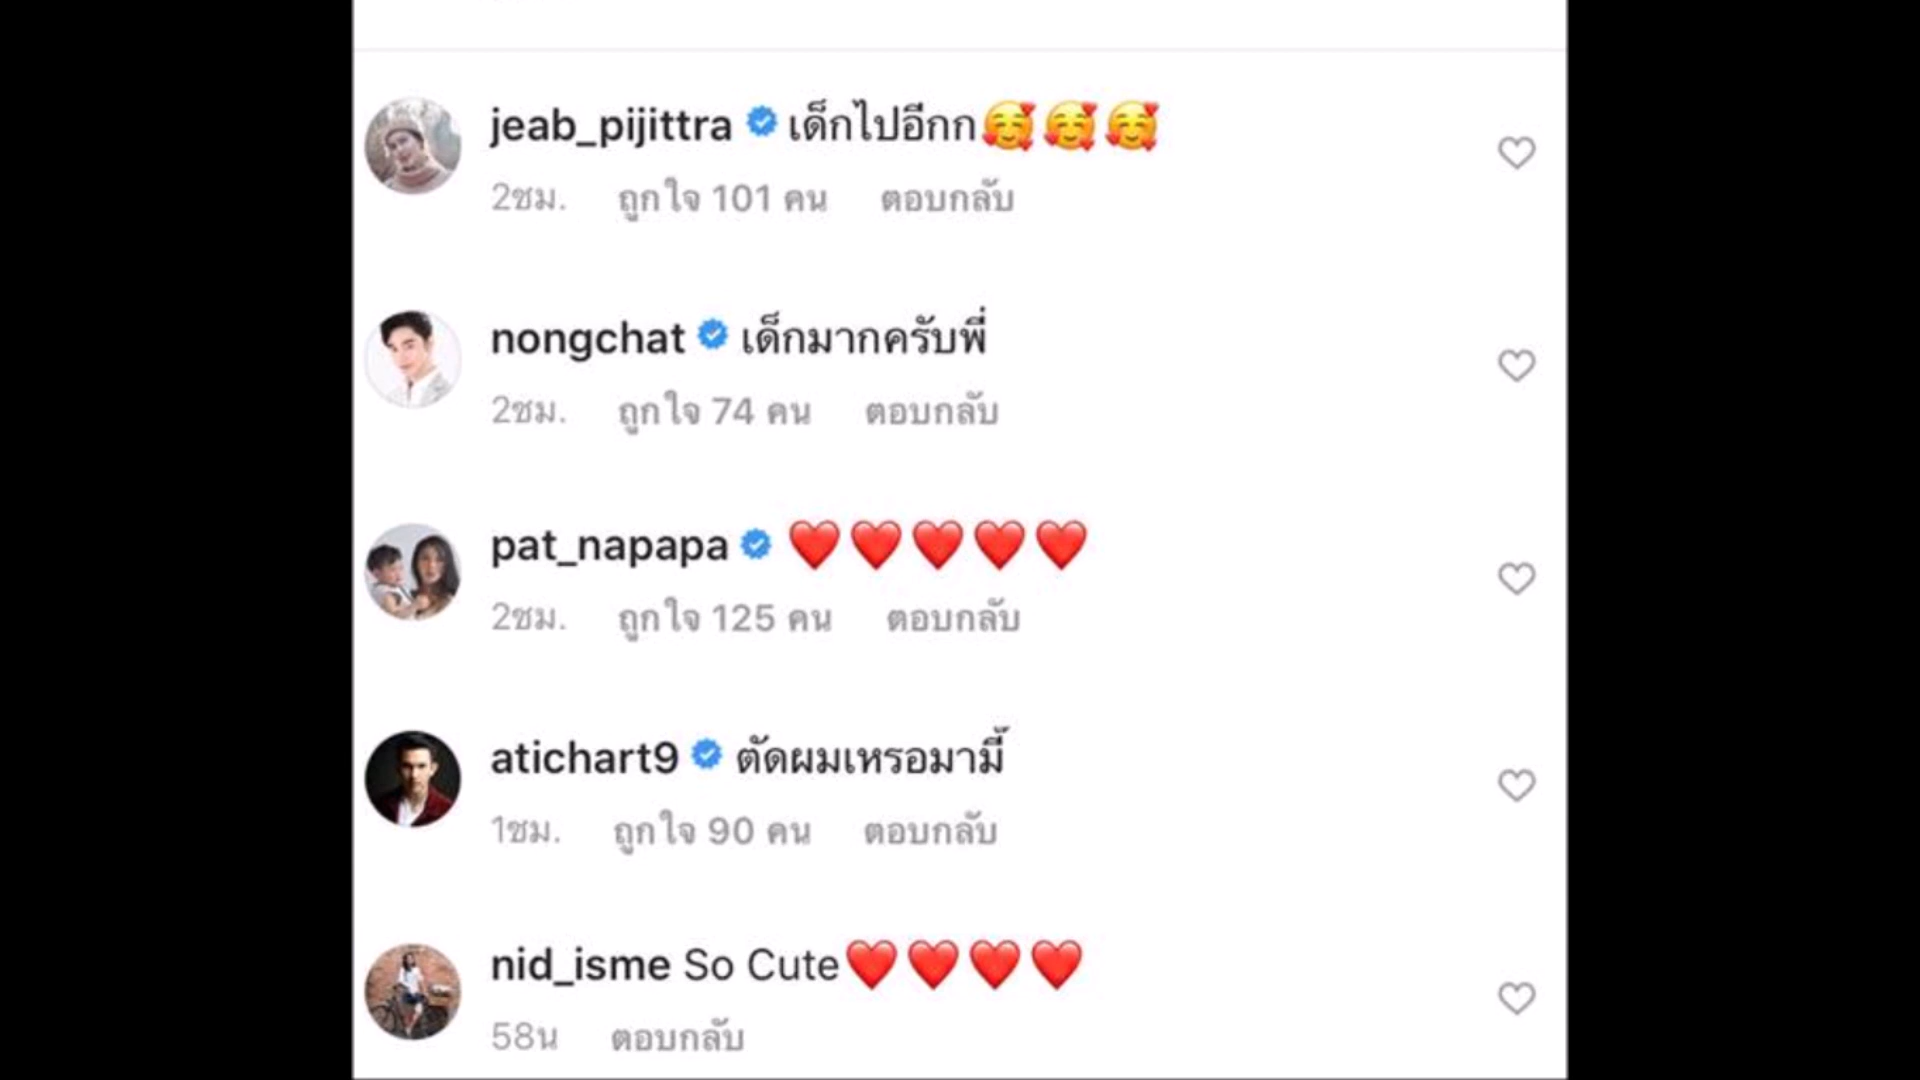 jeab_pijittra เด็กไปอีกก🥰🥰🥰
2ชม. ถูกใจ 101 คน ตอบกลับ
nongchat เด็กมากครับพี่
2ชม. ถูกใจ 74 คน ตอบกลับ
pat_napapa ❤️❤️❤️❤️❤️
2ชม. ถูกใจ 125 คน ตอบกลับ
atichart9 ตัดผมเหรอมามี๊
1ชม. ถูกใจ 90 คน ตอบกลับ
nid_isme So Cute❤️❤️❤️❤️
58น ตอบกลับ